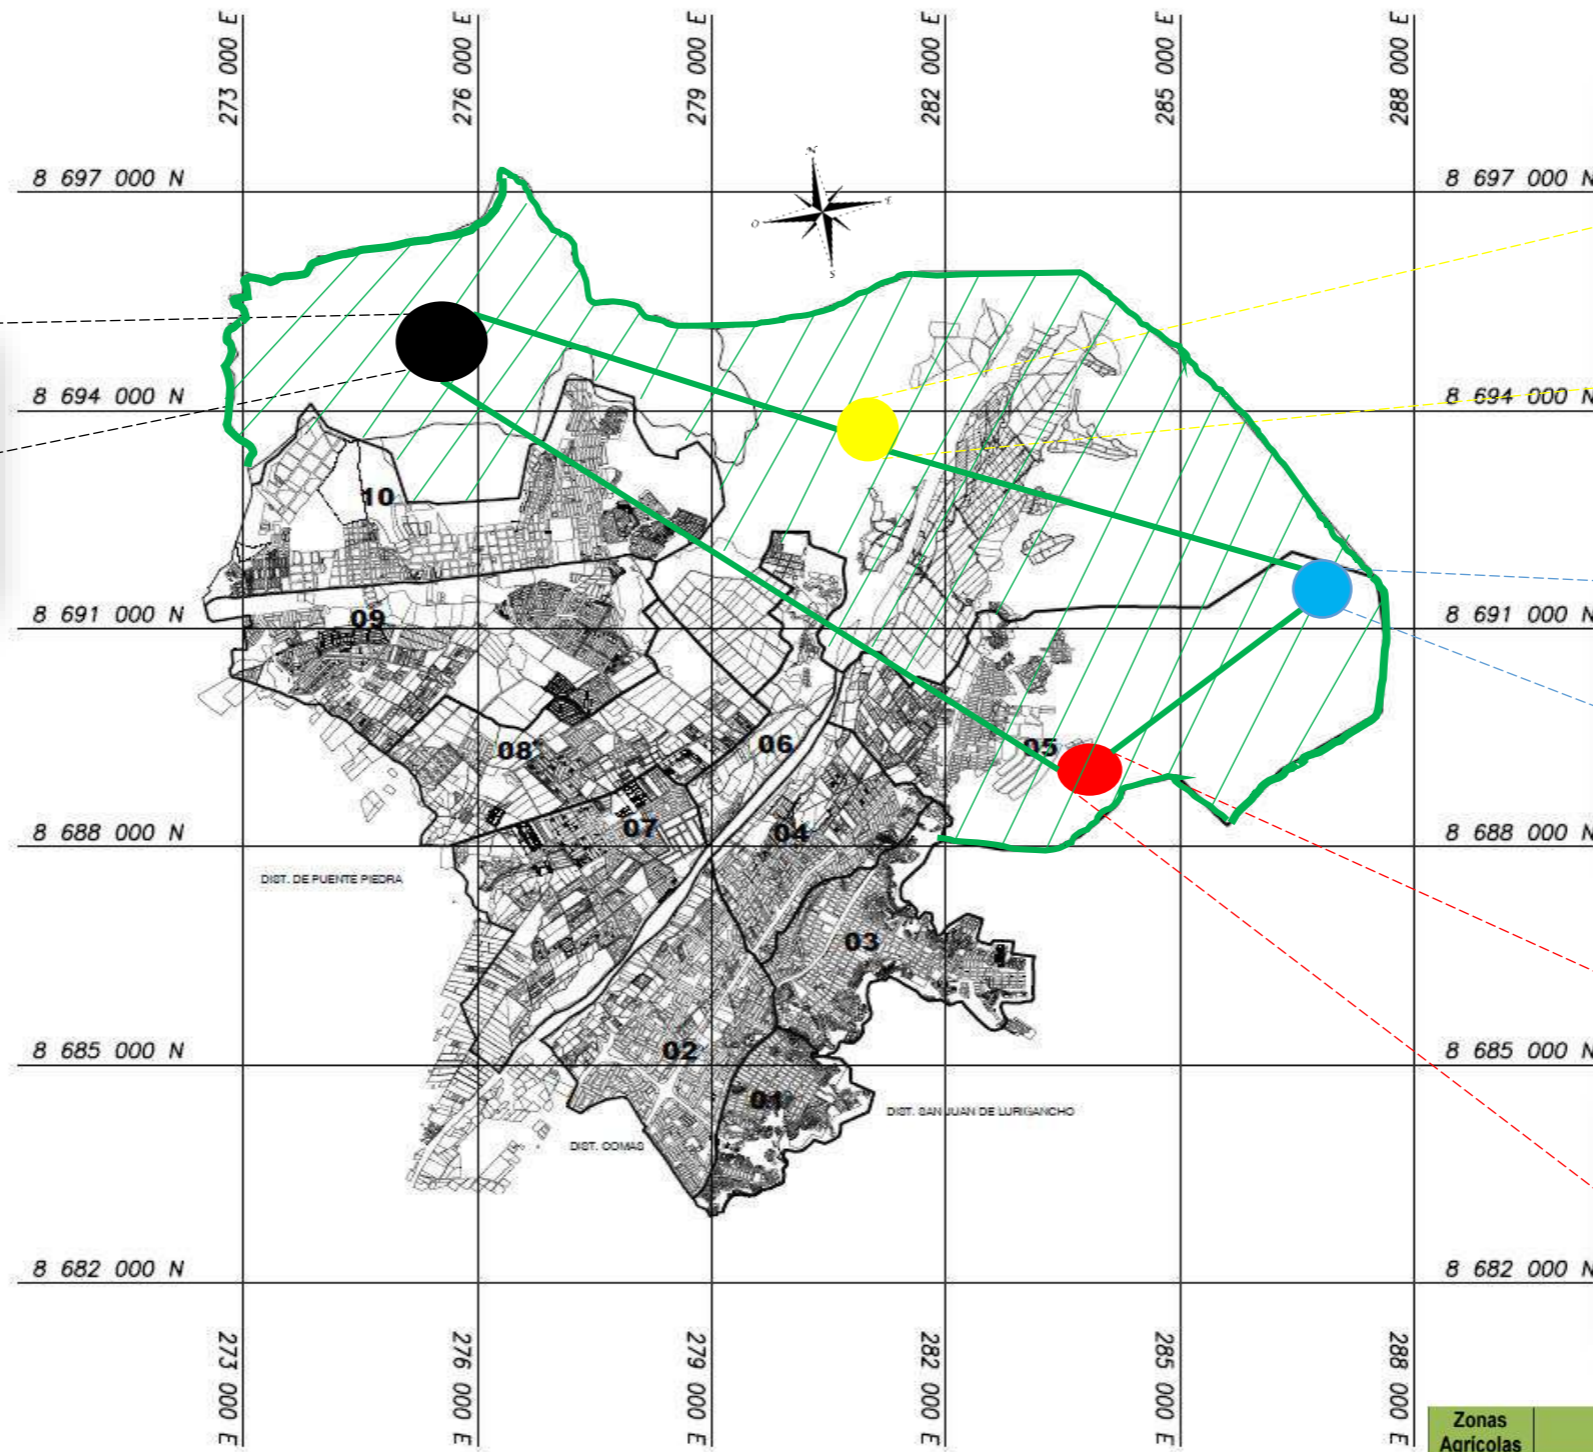 273 000 E
276 000 E
279 000 E
282 000 E
285 000 E
288 000 E
8 697 000 N
8 697 000 N
N
O
E
S
8 694 000 N
8 694 000 N
10
8 691 000 N
09
8 691 000 N
08
06
05
8 688 000 N
07
04
8 688 000 N
DIST. DE PUENTE PIEDRA
03
8 685 000 N
02
8 685 000 N
01
DIST. SAN JUAN DE LURIGANCHO
DIST. COMAS
8 682 000 N
8 682 000 N
273 000 E
276 000 E
279 000 E
282 000 E
285 000 E
288 000 E
Zonas
Agrícolas